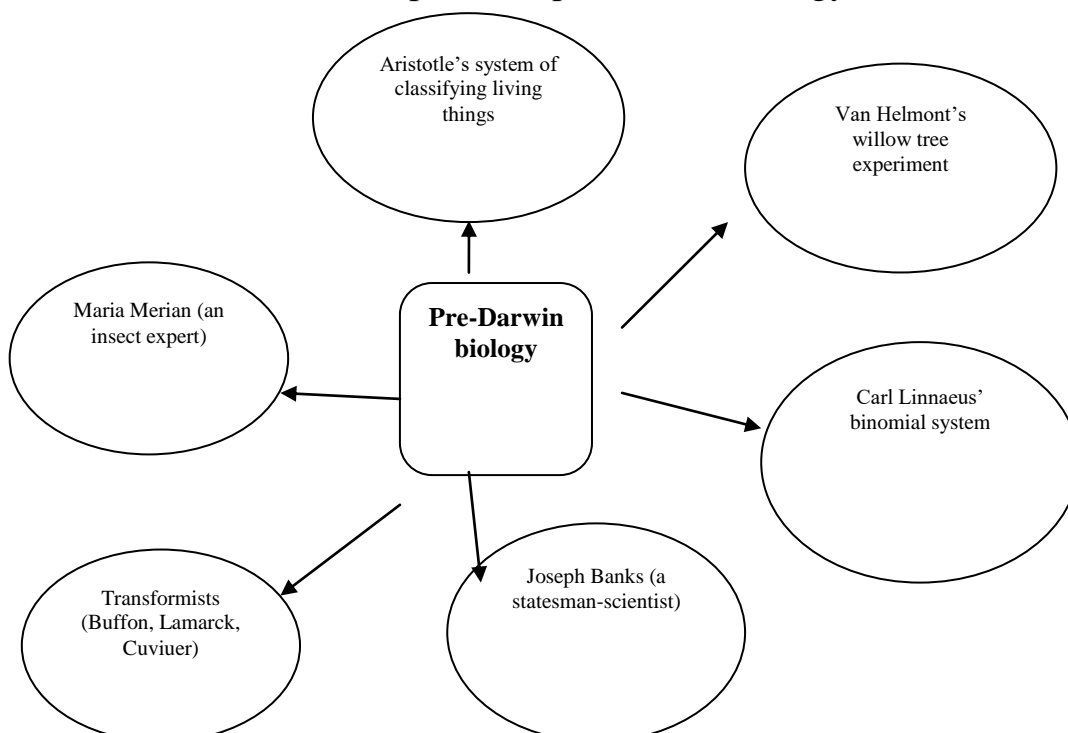 Aristotle's system of
classifying living
things
Van Helmont's
willow tree
experiment
Maria Merian (an
insect expert)
Pre-Darwin
biology
Carl Linnaeus'
binomial system
Transformists
(Buffon, Lamarck,
Cuviuer)
Joseph Banks (a
statesman-scientist)